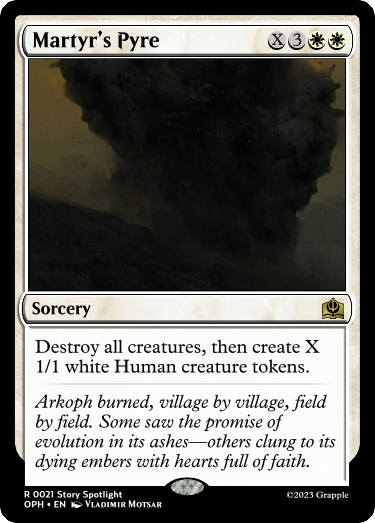 Martyr's Pyre X 3
Sorcery
Destroy all creatures, then create X
1/1 white Human creature tokens.
Arkoph burned, village by village, field
by field. Some saw the promise of
evolution in its ashes—others clung to its
dying embers with hearts full of faith.
R 0021 Story Spotlight
OPH • EN Vladimir Motsar
©2023 Grapple